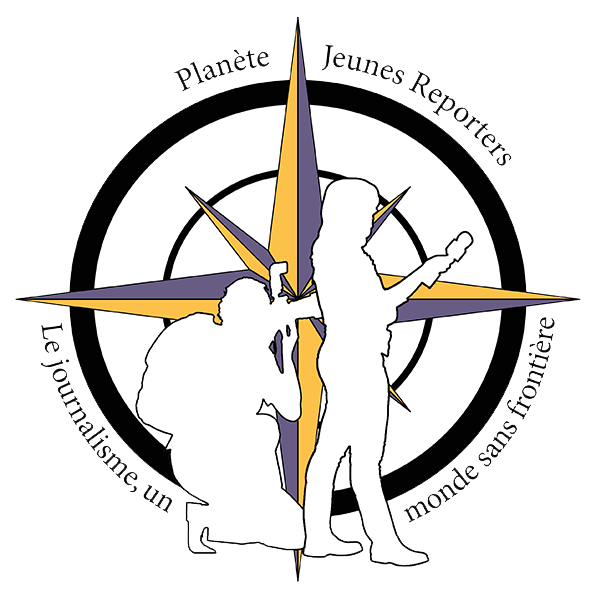 Planète Jeunes Reporters
Le journalisme, un monde sans frontière